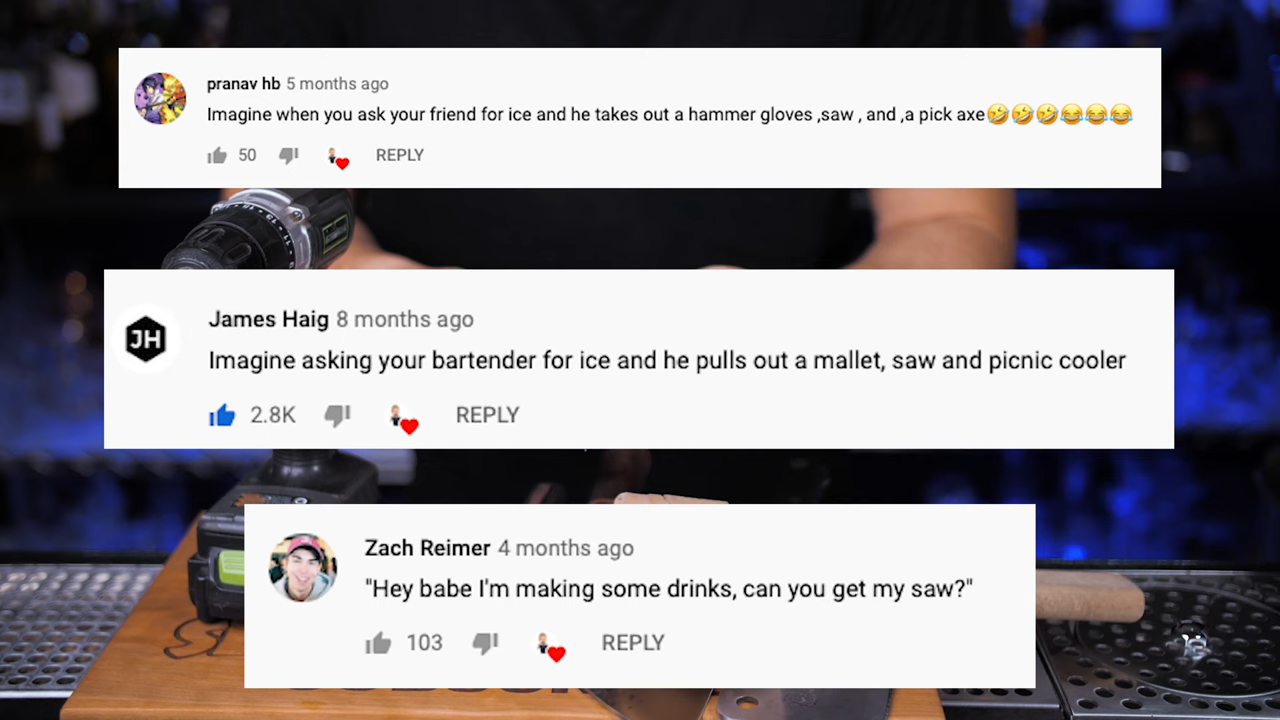 pranav hb 5 months ago
Imagine when you ask your friend for ice and he takes out a hammer gloves ,saw , and ,a pick axe🤣🤣🤣😂😂😂
50 REPLY
JH
James Haig 8 months ago
Imagine asking your bartender for ice and he pulls out a mallet, saw and picnic cooler
2.8K REPLY
Zach Reimer 4 months ago
"Hey babe I'm making some drinks, can you get my saw?"
103 REPLY